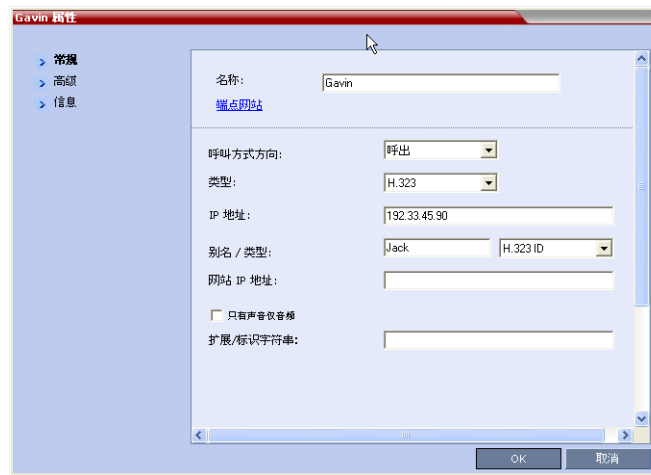 Gavin 属性
常规
高级
信息
名称: Gavin
端点网站
呼叫方式方向: 呼出
类型: H.323
IP 地址: 192.33.45.90
别名 / 类型: Jack H.323 ID
网站 IP 地址:
只有声音仅音频
扩展/标识字符串:
OK 取消